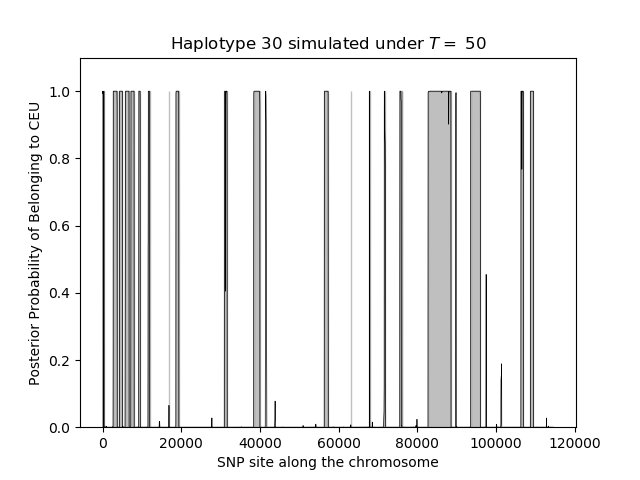 Haplotype 30 simulated under T = 50
Posterior Probability of Belonging to CEU
1.0
0.8
0.6
0.4
0.2
0.0
0 20000 40000 60000 80000 100000 120000
SNP site along the chromosome